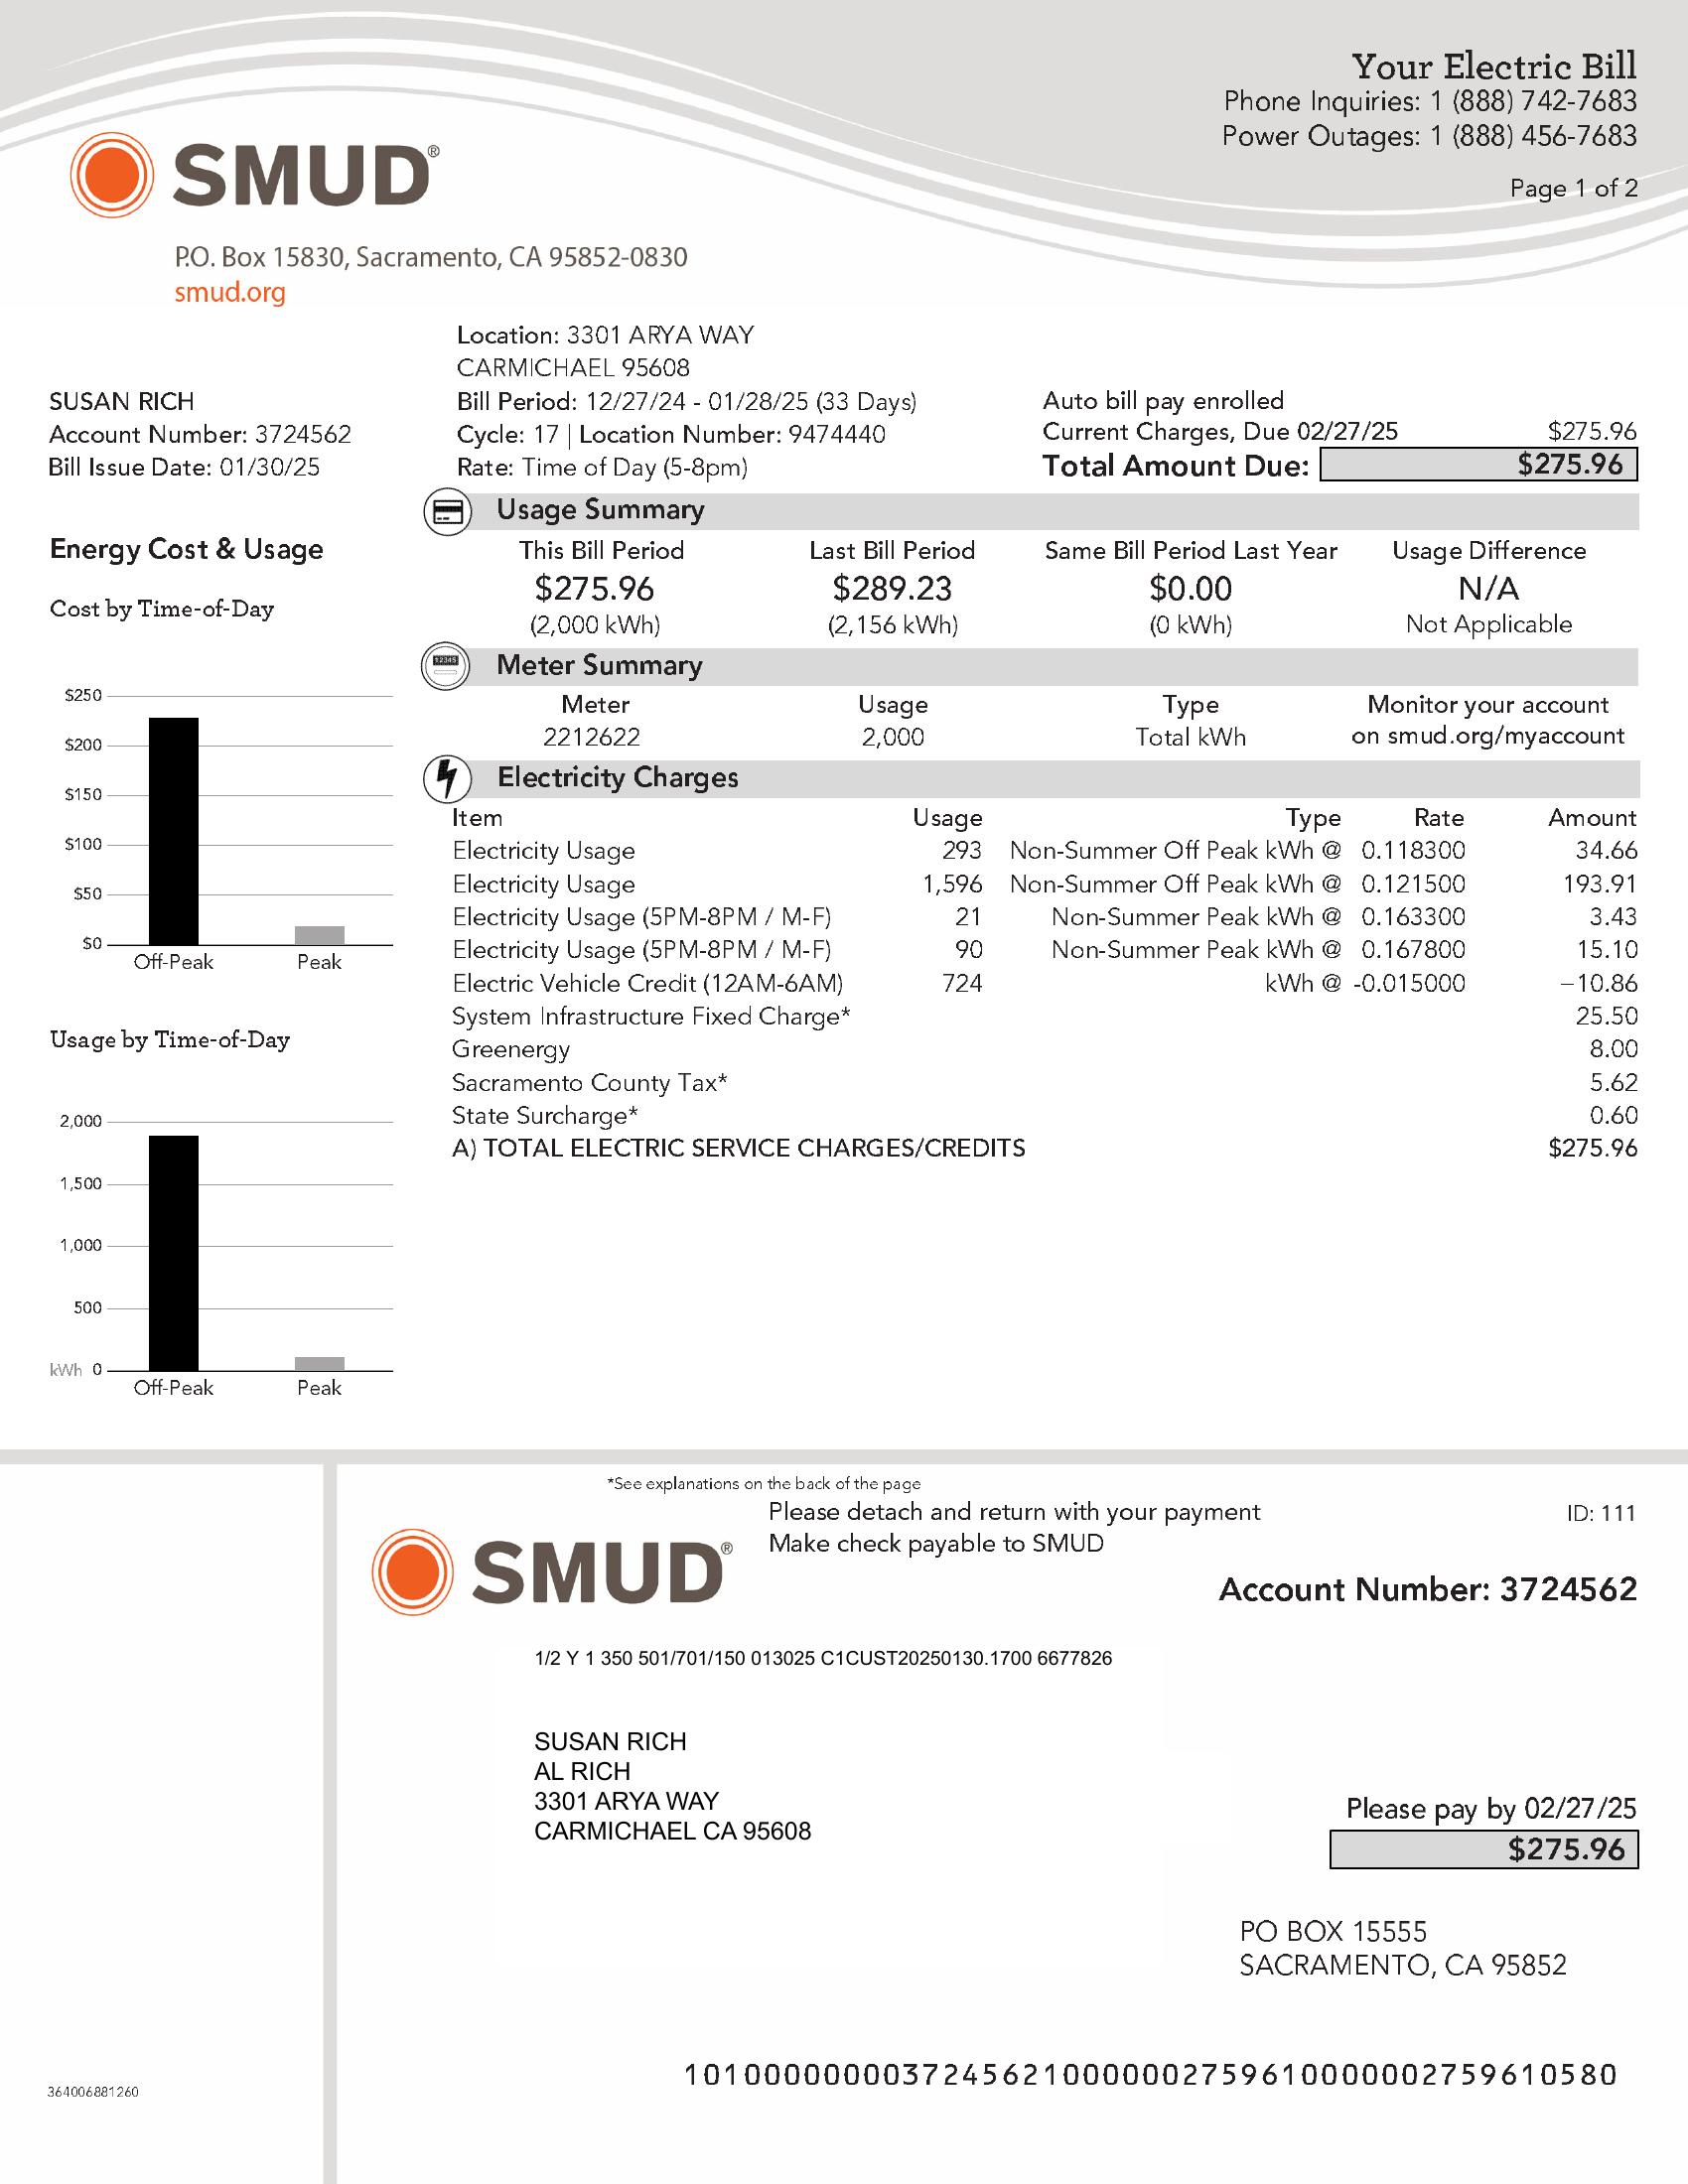 Your Electric Bill
Phone Inquiries: 1 (888) 742-7683
Power Outages: 1 (888) 456-7683
Page 1 of 2
SMUD®
P.O. Box 15830, Sacramento, CA 95852-0830
smud.org
SUSAN RICH
Account Number: 3724562
Bill Issue Date: 01/30/25
Location: 3301 ARYA WAY
CARMICHAEL 95608
Bill Period: 12/27/24 - 01/28/25 (33 Days)
Cycle: 17 | Location Number: 9474440
Rate: Time of Day (5-8pm)
Auto bill pay enrolled
Current Charges, Due 02/27/25 $275.96
Total Amount Due: $275.96
Energy Cost & Usage
Cost by Time-of-Day
$250
$200
$150
$100
$50
$0
Off-Peak Peak
Usage by Time-of-Day
2,000
1,500
1,000
500
kWh 0
Off-Peak Peak
Usage Summary
This Bill Period Last Bill Period Same Bill Period Last Year Usage Difference
$275.96 $289.23 $0.00 N/A
(2,000 kWh) (2,156 kWh) (0 kWh) Not Applicable
12345
Meter Summary
Meter Usage Type Monitor your account
2212622 2,000 Total kWh on smud.org/myaccount
Electricity Charges
Item Usage Type Rate Amount
Electricity Usage 293 Non-Summer Off Peak kWh @ 0.118300 34.66
Electricity Usage 1,596 Non-Summer Off Peak kWh @ 0.121500 193.91
Electricity Usage (5PM-8PM / M-F) 21 Non-Summer Peak kWh @ 0.163300 3.43
Electricity Usage (5PM-8PM / M-F) 90 Non-Summer Peak kWh @ 0.167800 15.10
Electric Vehicle Credit (12AM-6AM) 724 kWh @ -0.015000 −10.86
System Infrastructure Fixed Charge* 25.50
Greenergy 8.00
Sacramento County Tax* 5.62
State Surcharge* 0.60
A) TOTAL ELECTRIC SERVICE CHARGES/CREDITS $275.96
*See explanations on the back of the page
Please detach and return with your payment
Make check payable to SMUD
ID: 111
SMUD®
Account Number: 3724562
1/2 Y 1 350 501/701/150 013025 C1CUST20250130.1700 6677826
SUSAN RICH
AL RICH
3301 ARYA WAY
CARMICHAEL CA 95608
Please pay by 02/27/25
$275.96
PO BOX 15555
SACRAMENTO, CA 95852
101000000000372456210000002759610000002759610580
364006881260